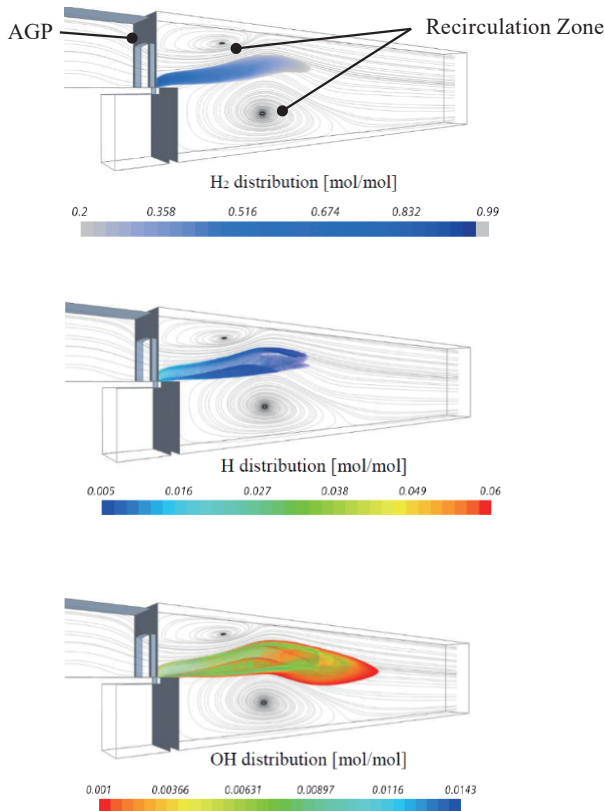 AGP
Recirculation Zone
H₂ distribution [mol/mol]
0.2 0.358 0.516 0.674 0.832 0.99
H distribution [mol/mol]
0.005 0.016 0.027 0.038 0.049 0.06
OH distribution [mol/mol]
0.001 0.00366 0.00631 0.00897 0.0116 0.0143